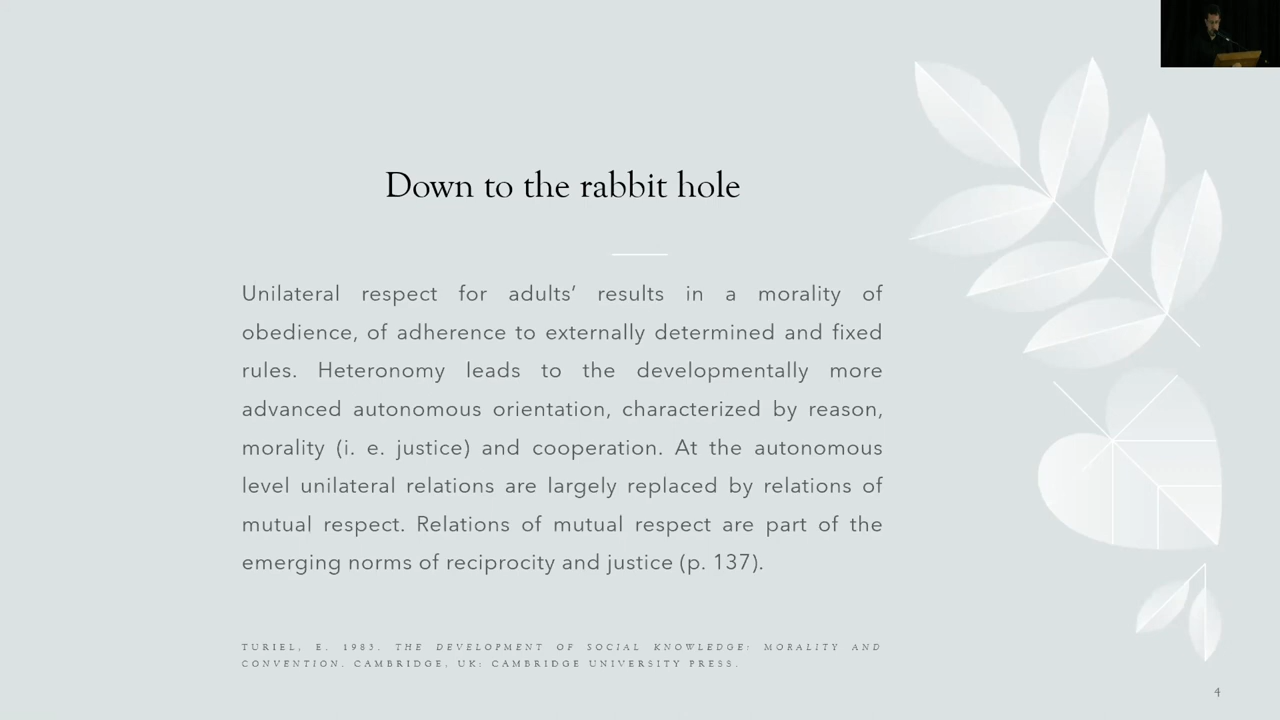 Down to the rabbit hole
Unilateral respect for adults’ results in a morality of
obedience, of adherence to externally determined and fixed
rules. Heteronomy leads to the developmentally more
advanced autonomous orientation, characterized by reason,
morality (i. e. justice) and cooperation. At the autonomous
level unilateral relations are largely replaced by relations of
mutual respect. Relations of mutual respect are part of the
emerging norms of reciprocity and justice (p. 137).
TURIEL, E. 1983. THE DEVELOPMENT OF SOCIAL KNOWLEDGE: MORALITY AND
CONVENTION. CAMBRIDGE, UK: CAMBRIDGE UNIVERSITY PRESS.
4